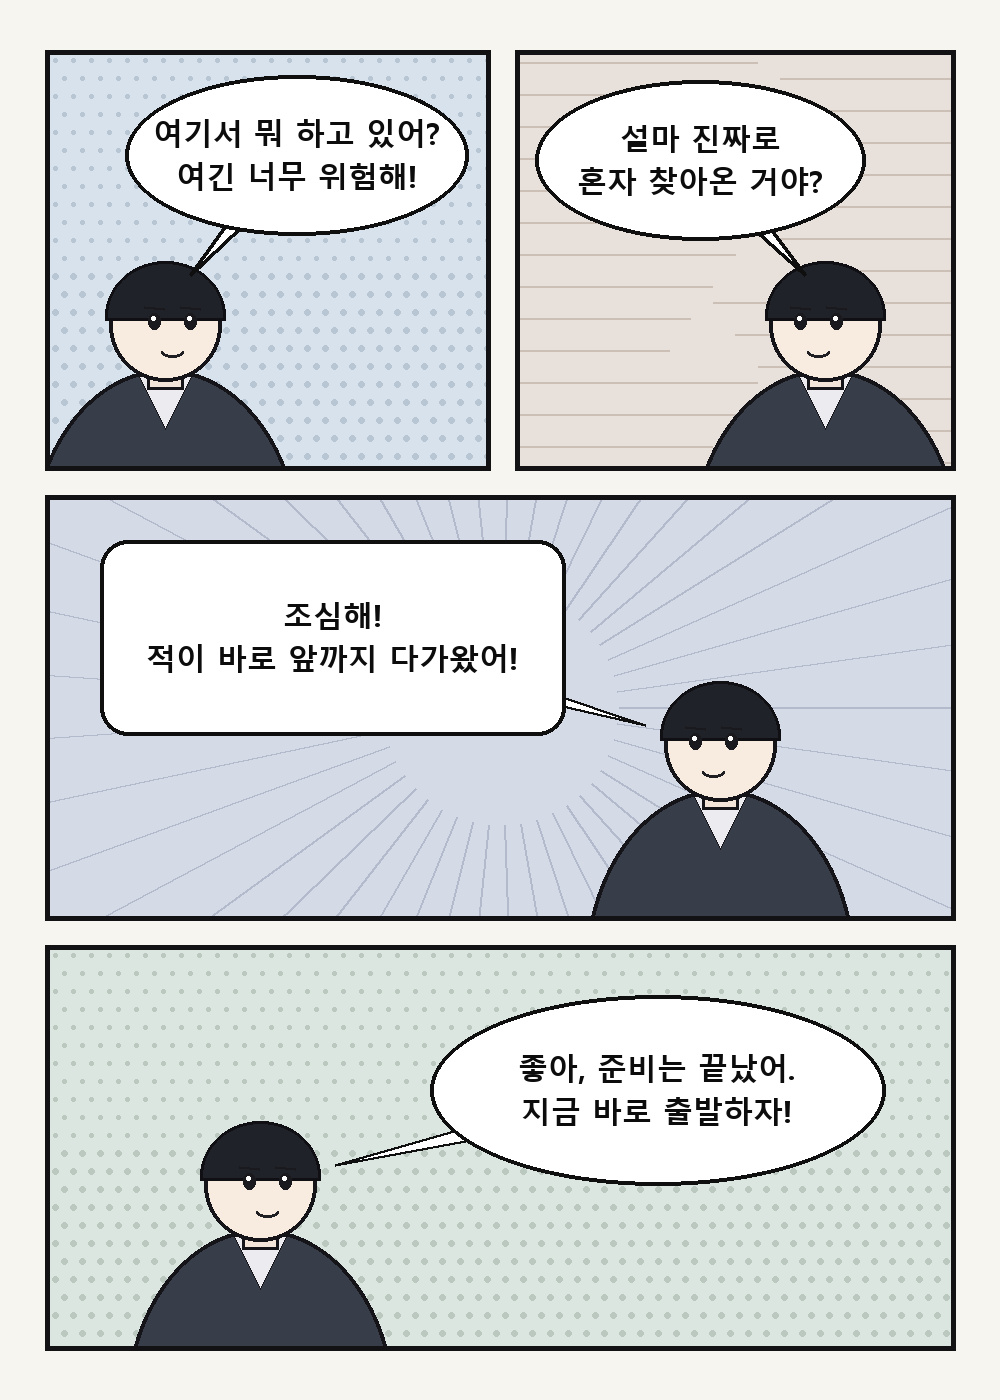 여기서 뭐 하고 있어?
여긴 너무 위험해!
설마 진짜로
혼자 찾아온 거야?
조심해!
적이 바로 앞까지 다가왔어!
좋아, 준비는 끝났어.
지금 바로 출발하자!